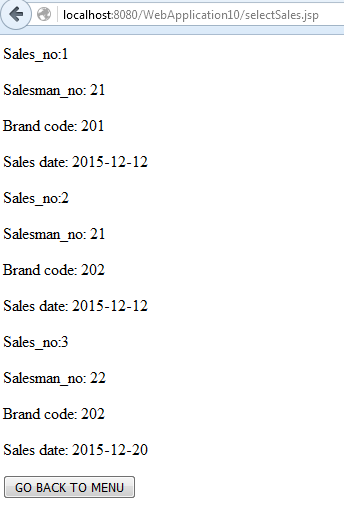 localhost:8080/WebApplication10/selectSales.jsp
Sales_no:1
Salesman_no: 21
Brand code: 201
Sales date: 2015-12-12
Sales_no:2
Salesman_no: 21
Brand code: 202
Sales date: 2015-12-12
Sales_no:3
Salesman_no: 22
Brand code: 202
Sales date: 2015-12-20
GO BACK TO MENU